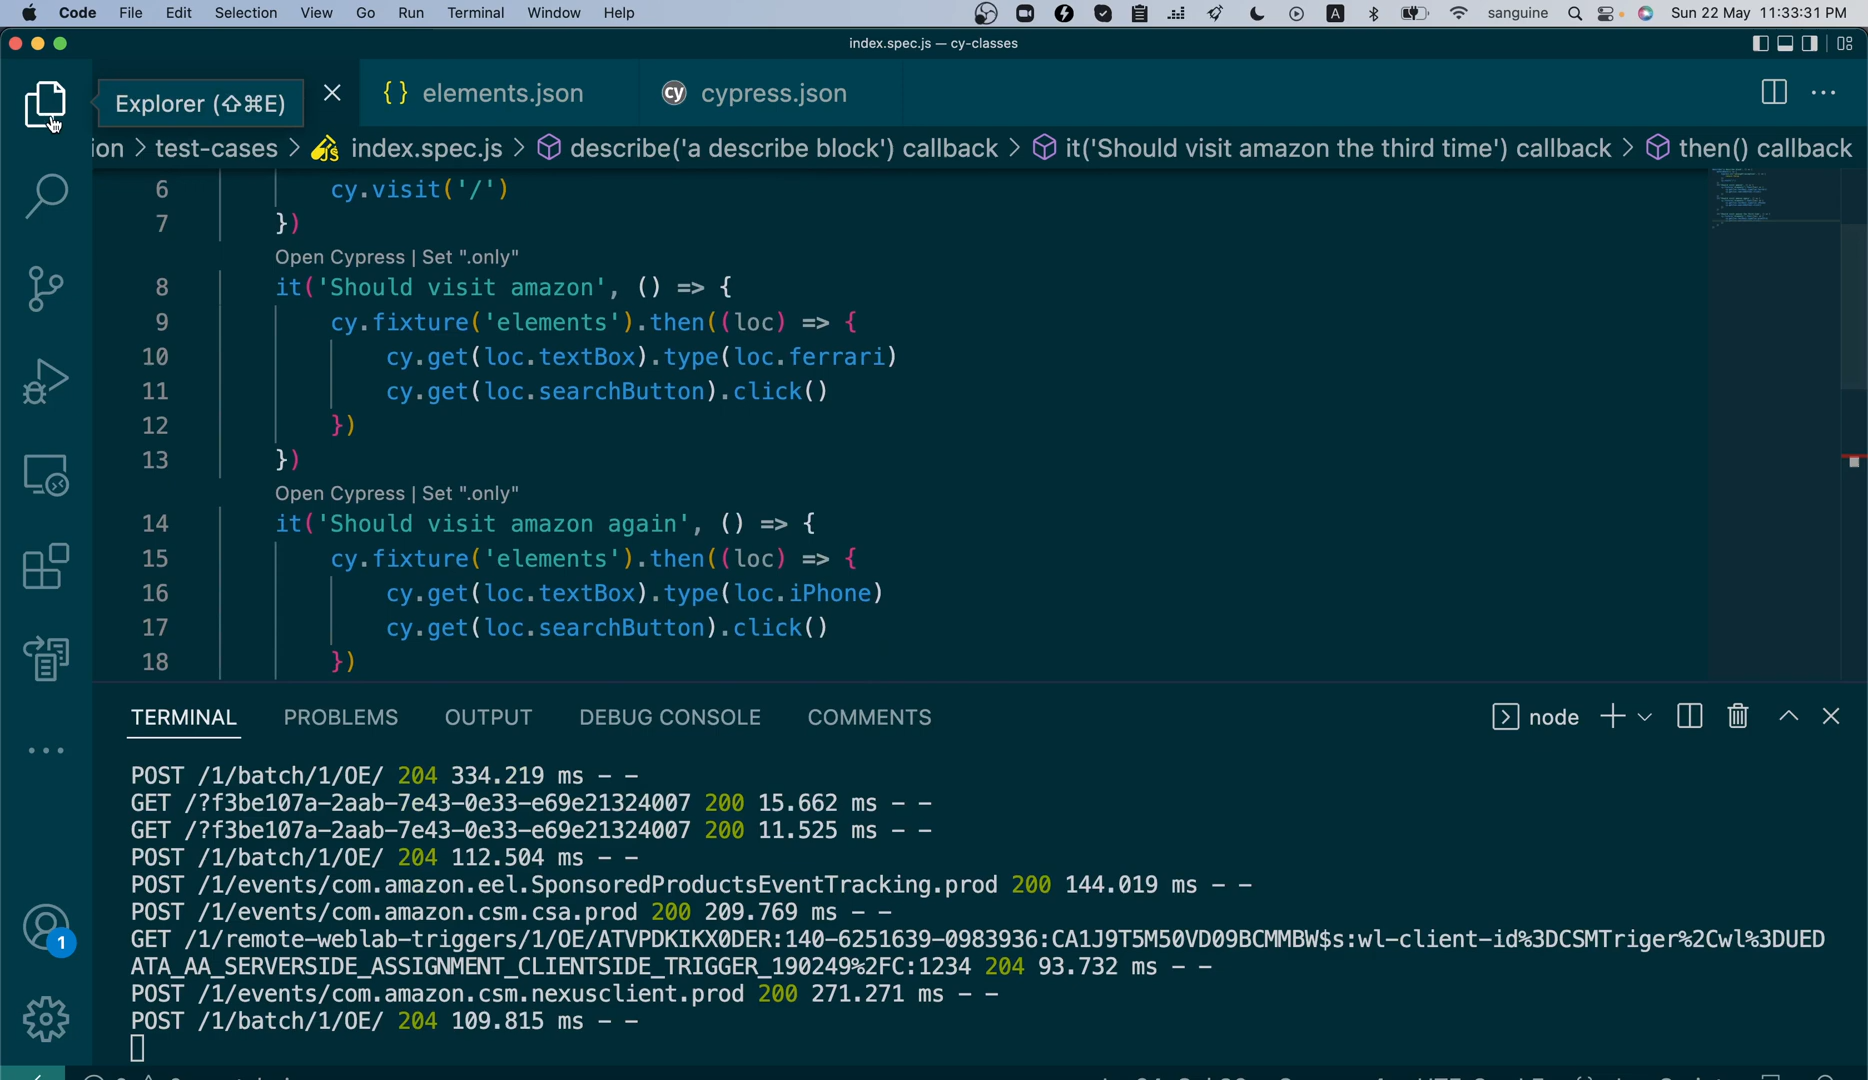 Code File Edit Selection View Go Run Terminal Window Help A sanguine Sun 22 May 11:33:31 PM
index.spec.js — cy-classes
Explorer (⇧⌘E) {} elements.json cy cypress.json
ion > test-cases > JS index.spec.js > describe('a describe block') callback > it('Should visit amazon the third time') callback > then() callback
6 cy.visit('/')
7 })
Open Cypress | Set ".only"
8 it('Should visit amazon', () => {
9 cy.fixture('elements').then((loc) => {
10 cy.get(loc.textBox).type(loc.ferrari)
11 cy.get(loc.searchButton).click()
12 })
13 })
Open Cypress | Set ".only"
14 it('Should visit amazon again', () => {
15 cy.fixture('elements').then((loc) => {
16 cy.get(loc.textBox).type(loc.iPhone)
17 cy.get(loc.searchButton).click()
18 })
TERMINAL PROBLEMS OUTPUT DEBUG CONSOLE COMMENTS node
POST /1/batch/1/OE/ 204 334.219 ms - -
GET /?f3be107a-2aab-7e43-0e33-e69e21324007 200 15.662 ms - -
GET /?f3be107a-2aab-7e43-0e33-e69e21324007 200 11.525 ms - -
POST /1/batch/1/OE/ 204 112.504 ms - -
POST /1/events/com.amazon.eel.SponsoredProductsEventTracking.prod 200 144.019 ms - -
POST /1/events/com.amazon.csm.csa.prod 200 209.769 ms - -
GET /1/remote-weblab-triggers/1/OE/ATVPDKIKX0DER:140-6251639-0983936:CA1J9T5M50VD09BCMMBW$s:wl-client-id%3DCSMTriger%2Cwl%3DUED
ATA_AA_SERVERSIDE_ASSIGNMENT_CLIENTSIDE_TRIGGER_190249%2FC:1234 204 93.732 ms - -
POST /1/events/com.amazon.csm.nexusclient.prod 200 271.271 ms - -
POST /1/batch/1/OE/ 204 109.815 ms - -
1